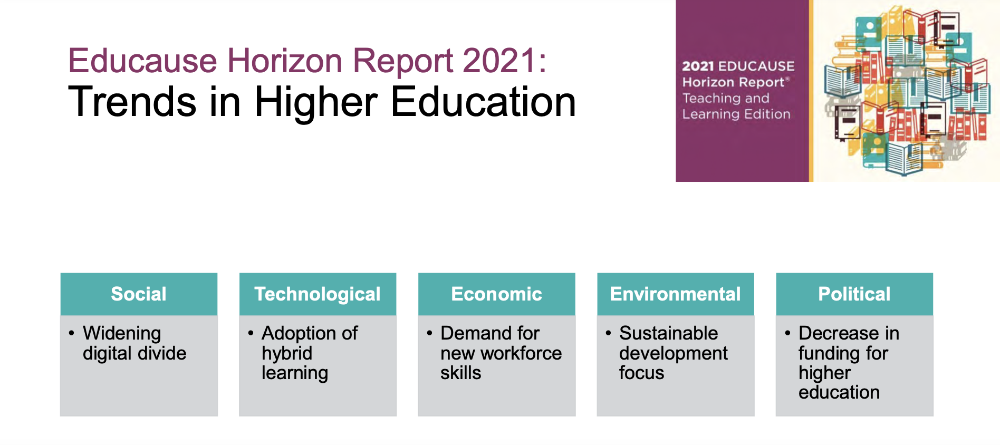 Educause Horizon Report 2021:
Trends in Higher Education
2021 EDUCAUSE
Horizon Report®
Teaching and
Learning Edition
Social
• Widening
digital divide
Technological
• Adoption of
hybrid
learning
Economic
• Demand for
new workforce
skills
Environmental
• Sustainable
development
focus
Political
• Decrease in
funding for
higher
education